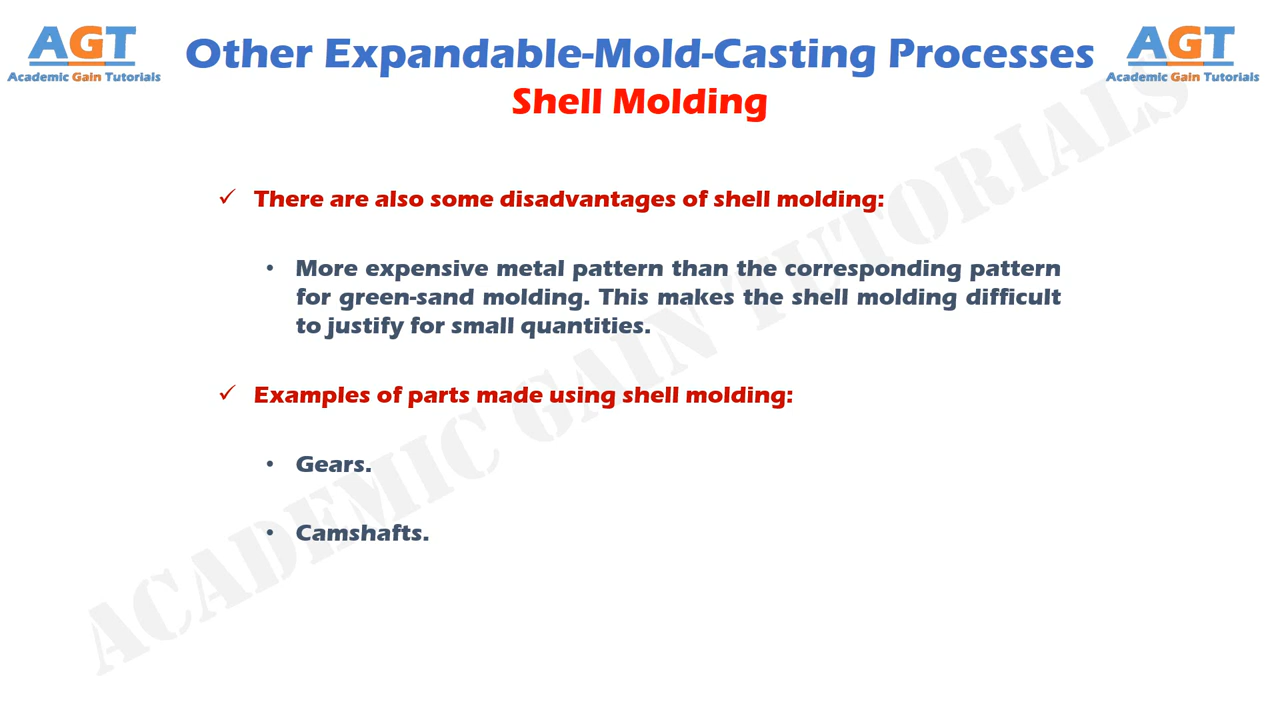 AGT
Academic Gain Tutorials
Other Expandable-Mold-Casting Processes
Shell Molding
AGT
Academic Gain Tutorials
✓ There are also some disadvantages of shell molding:
• More expensive metal pattern than the corresponding pattern
for green-sand molding. This makes the shell molding difficult
to justify for small quantities.
✓ Examples of parts made using shell molding:
• Gears.
• Camshafts.
ACADEMIC GAIN TUTORIALS